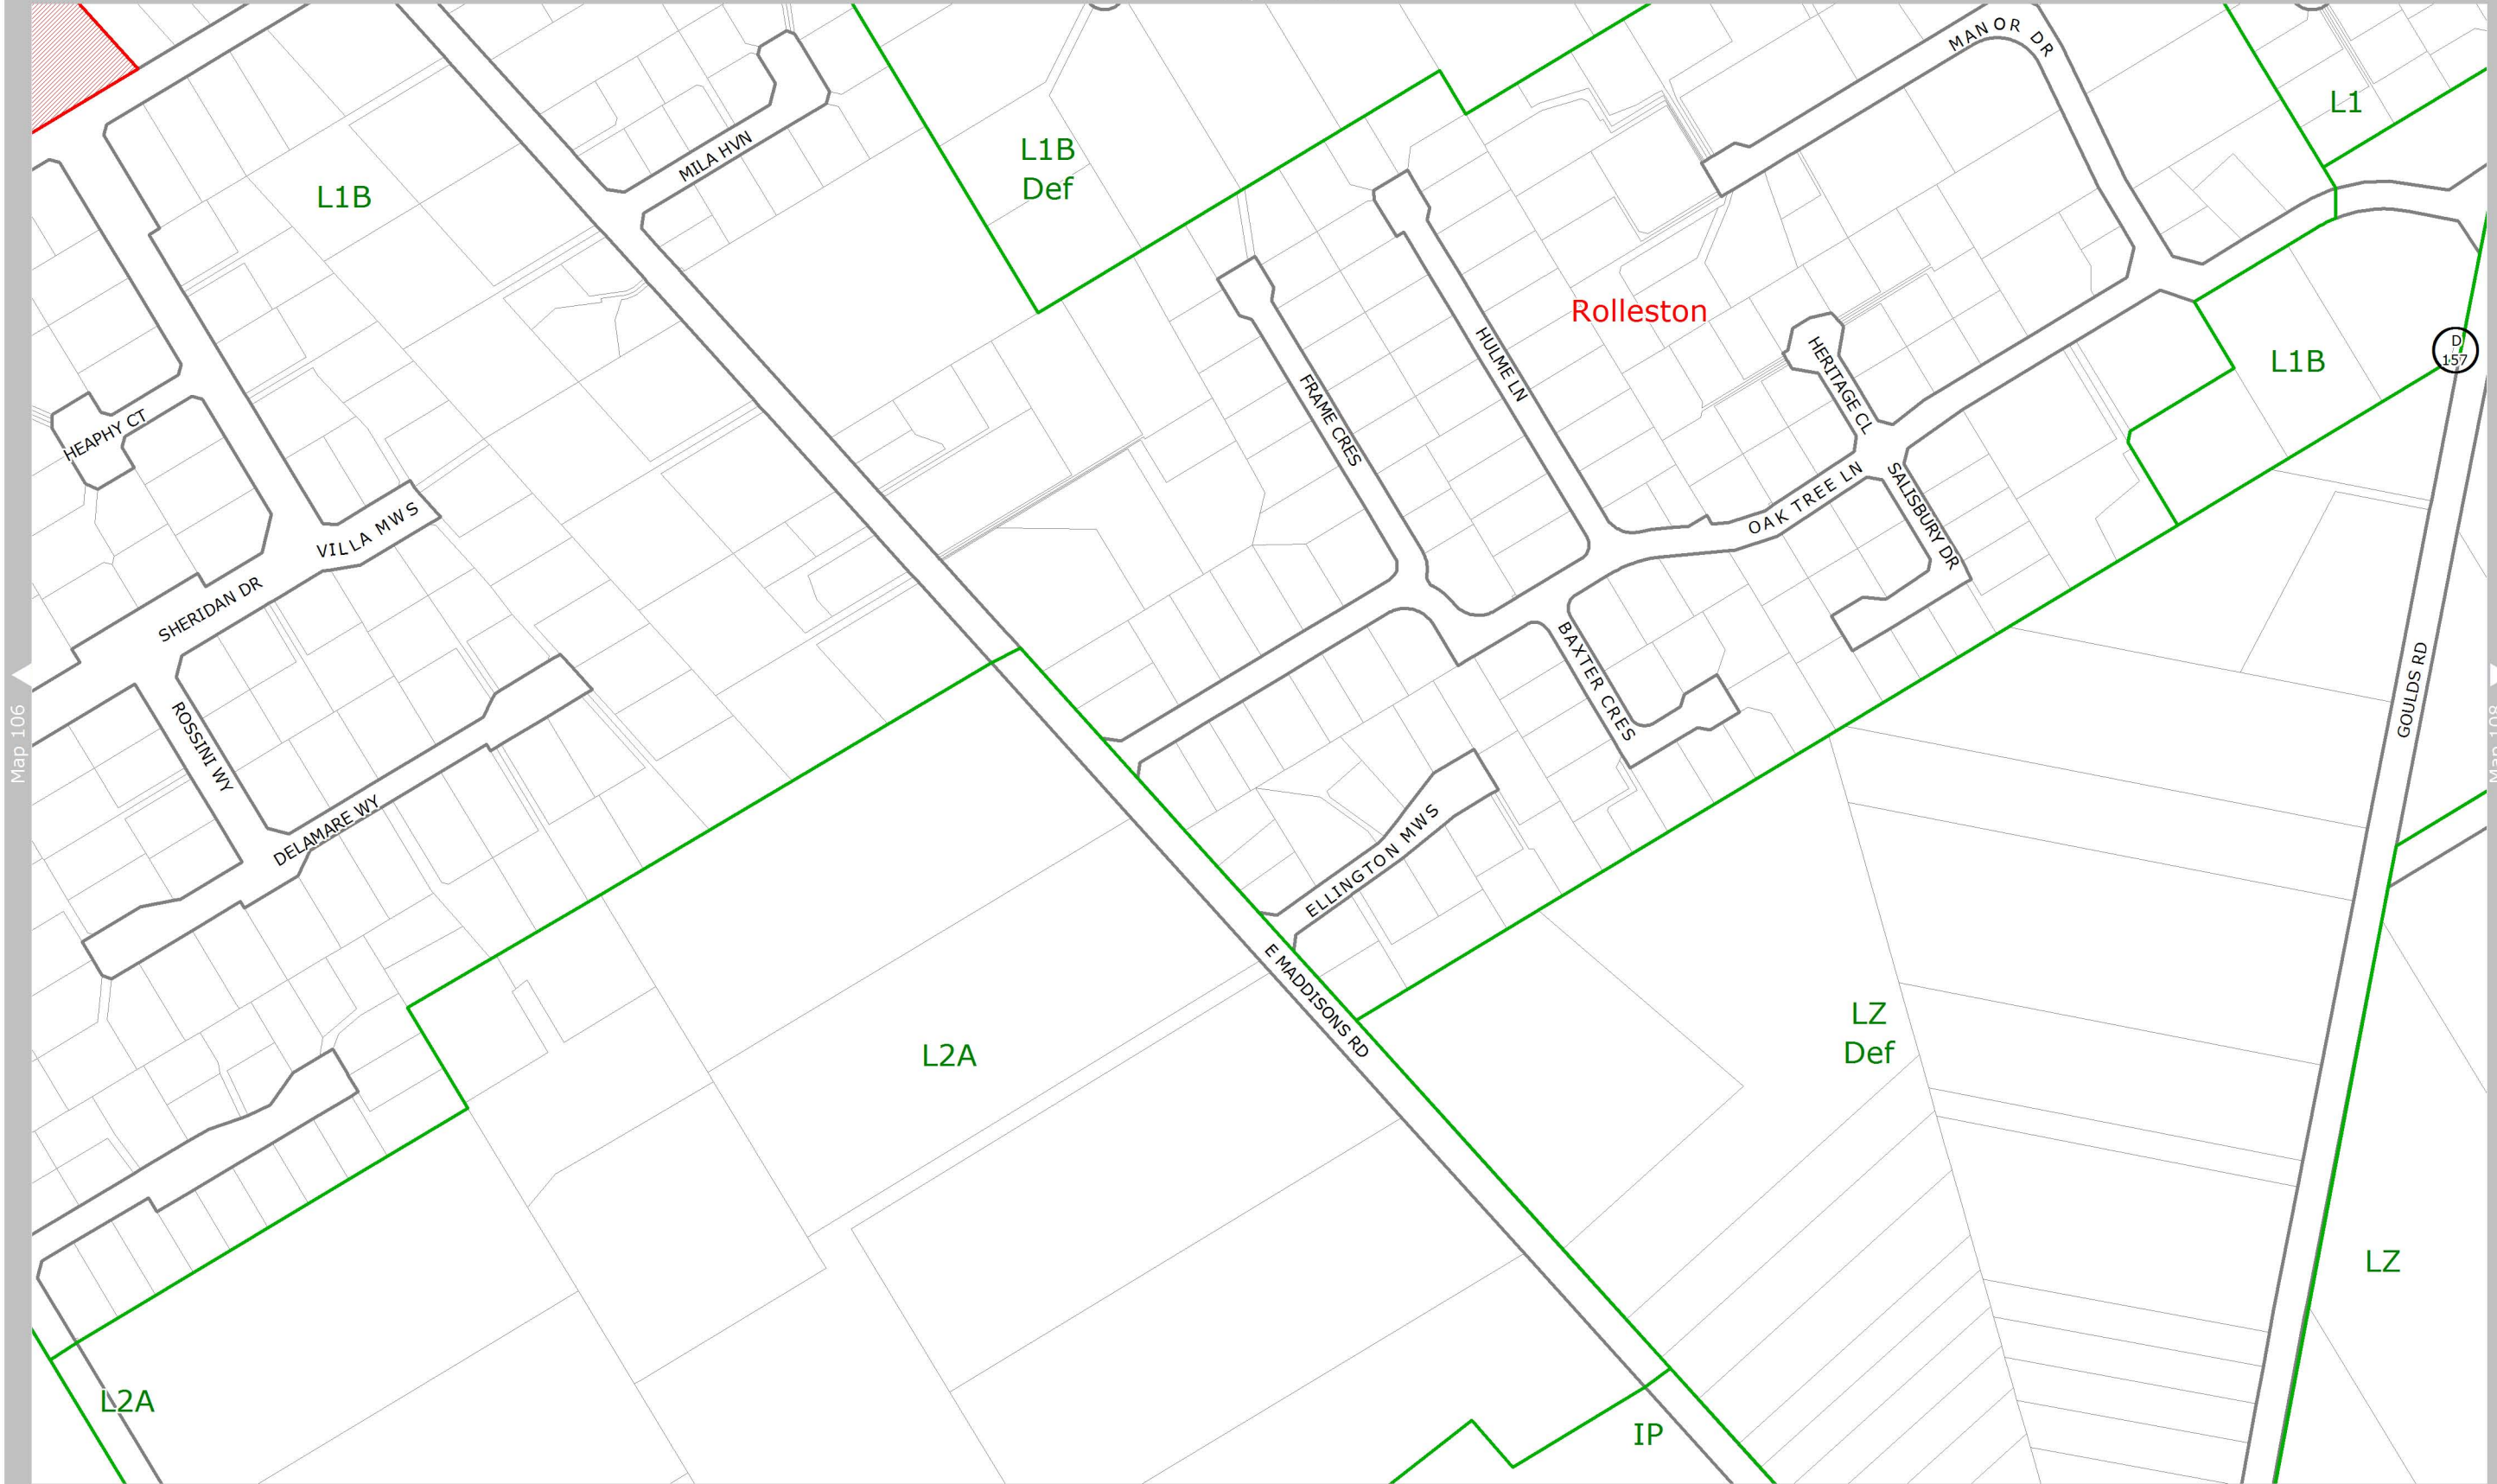 MANOR DR
L1
MILA HVN
L1B
Def
L1B
Rolleston
HULME LN
HERITAGE CL
D
157
L1B
FRAME CRES
HEAPHY CT
OAK TREE LN
SALISBURY DR
VILLA MWS
SHERIDAN DR
BAXTER CRES
GOULDS RD
Map 106
Map 108
ROSSINI WY
DELAMARE WY
ELLINGTON MWS
E MADDISONS RD
LZ
Def
L2A
LZ
L2A
IP